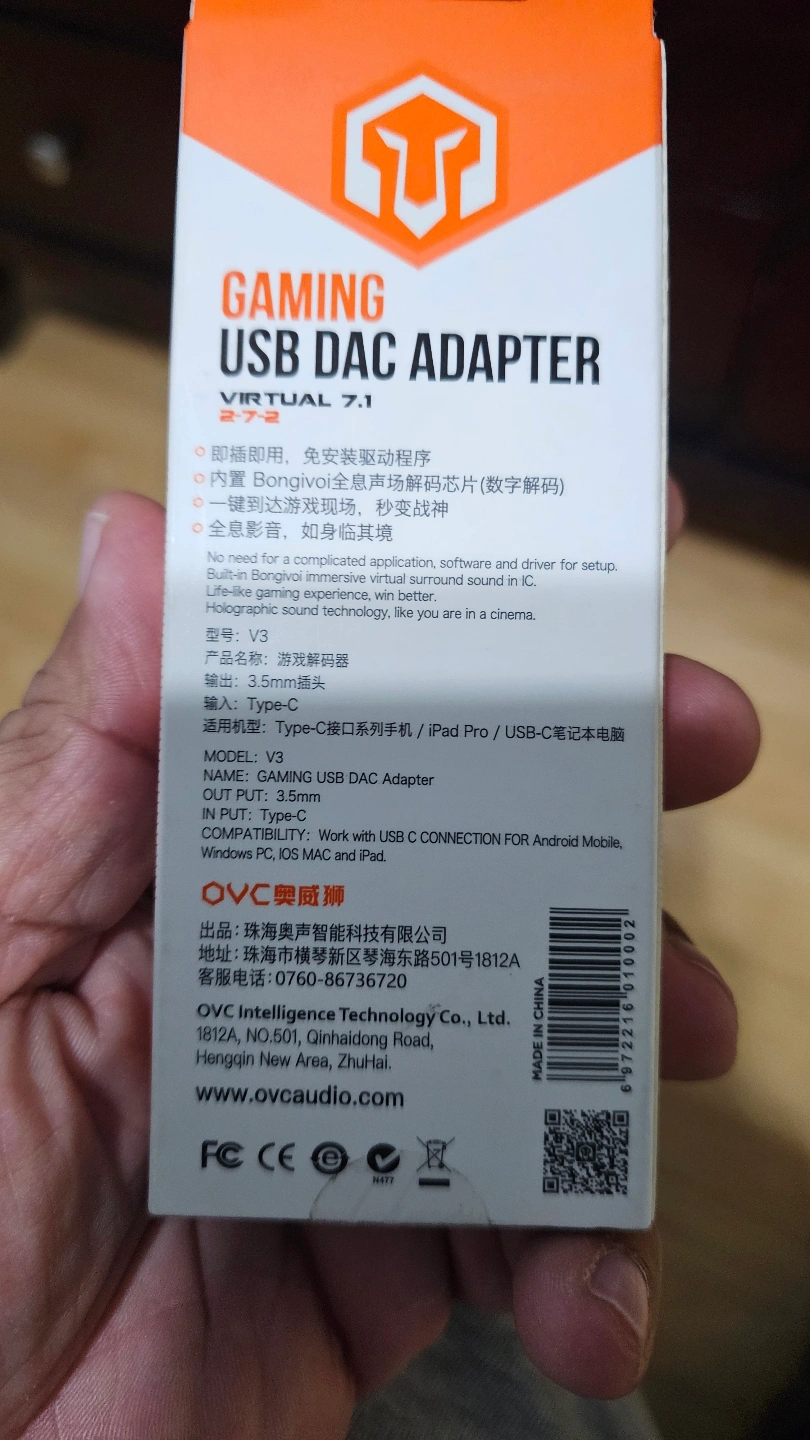 GAMING
USB DAC ADAPTER
VIRTUAL 7.1
2-7-2
即插即用，免安装驱动程序
内置 Bongivoi全息声场解码芯片(数字解码)
一键到达游戏现场，秒变战神
全息影音，如身临其境
No need for a complicated application, software and driver for setup.
Built-in Bongivoi immersive virtual surround sound in IC.
Life-like gaming experience, win better.
Holographic sound technology, like you are in a cinema.
型号：V3
产品名称：游戏解码器
输出：3.5mm插头
输入：Type-C
适用机型：Type-C接口系列手机 / iPad Pro / USB-C笔记本电脑
MODEL: V3
NAME: GAMING USB DAC Adapter
OUT PUT: 3.5mm
IN PUT: Type-C
COMPATIBILITY: Work with USB C CONNECTION FOR Android Mobile,
Windows PC, IOS MAC and iPad.
OVC奥威狮
出品：珠海奥声智能科技有限公司
地址：珠海市横琴新区琴海东路501号1812A
客服电话：0760-86736720
OVC Intelligence Technology Co., Ltd.
1812A, NO.501, Qinhaidong Road,
Hengqin New Area, ZhuHai.
www.ovcaudio.com
FC CE e
N477
MADE IN CHINA
6 972216 010002